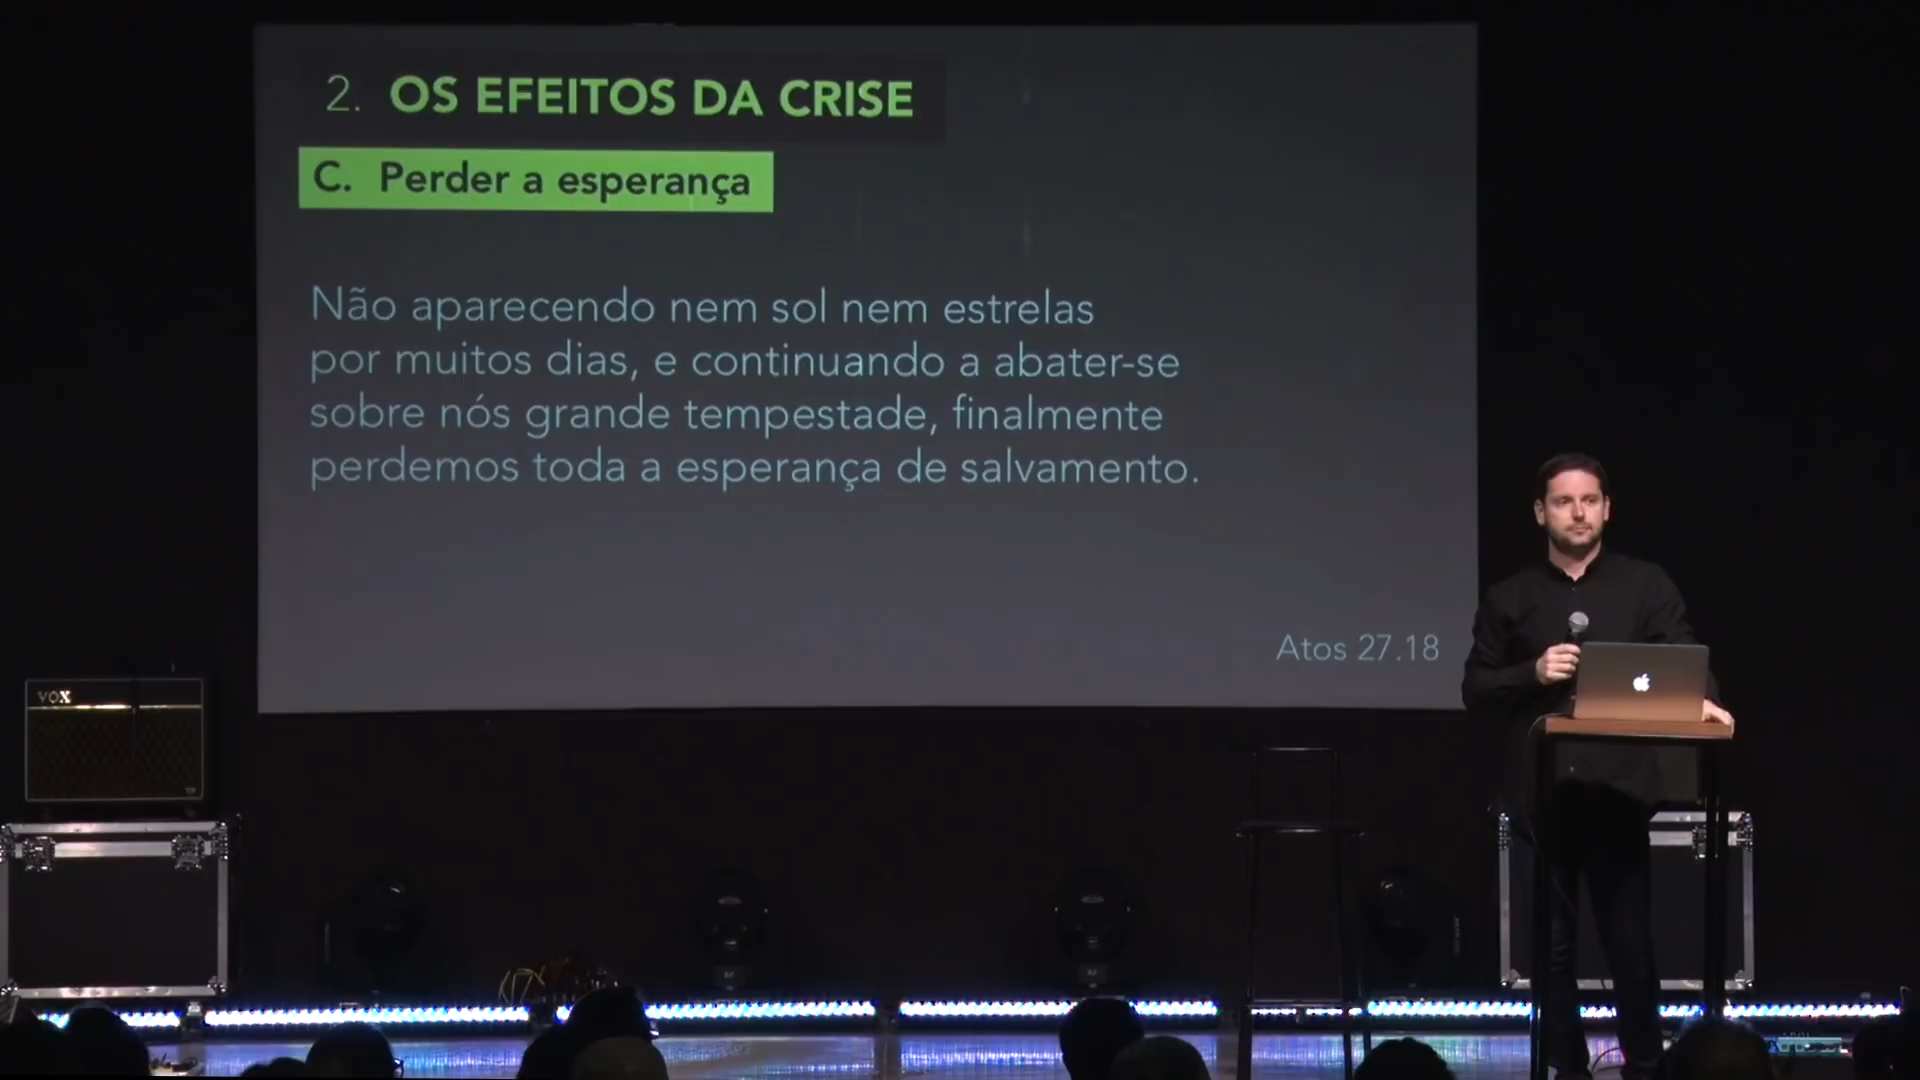 2. OS EFEITOS DA CRISE
C. Perder a esperança
Não aparecendo nem sol nem estrelas
por muitos dias, e continuando a abater-se
sobre nós grande tempestade, finalmente
perdemos toda a esperança de salvamento.
Atos 27.18
VOX